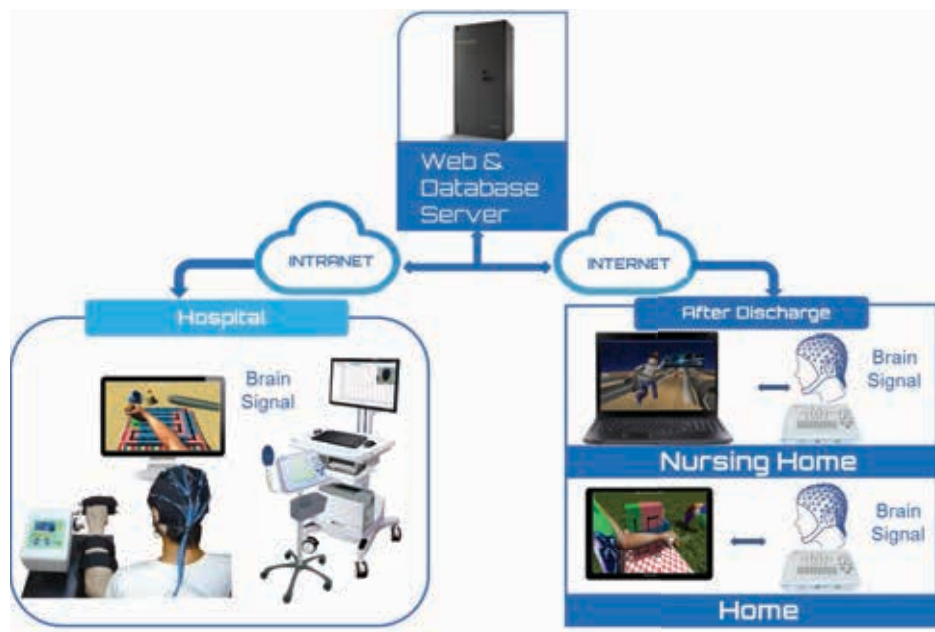 Web &
Database
Server
INTRANET
INTERNET
Hospital
After Discharge
Brain
Signal
Brain
Signal
Nursing Home
Brain
Signal
Home